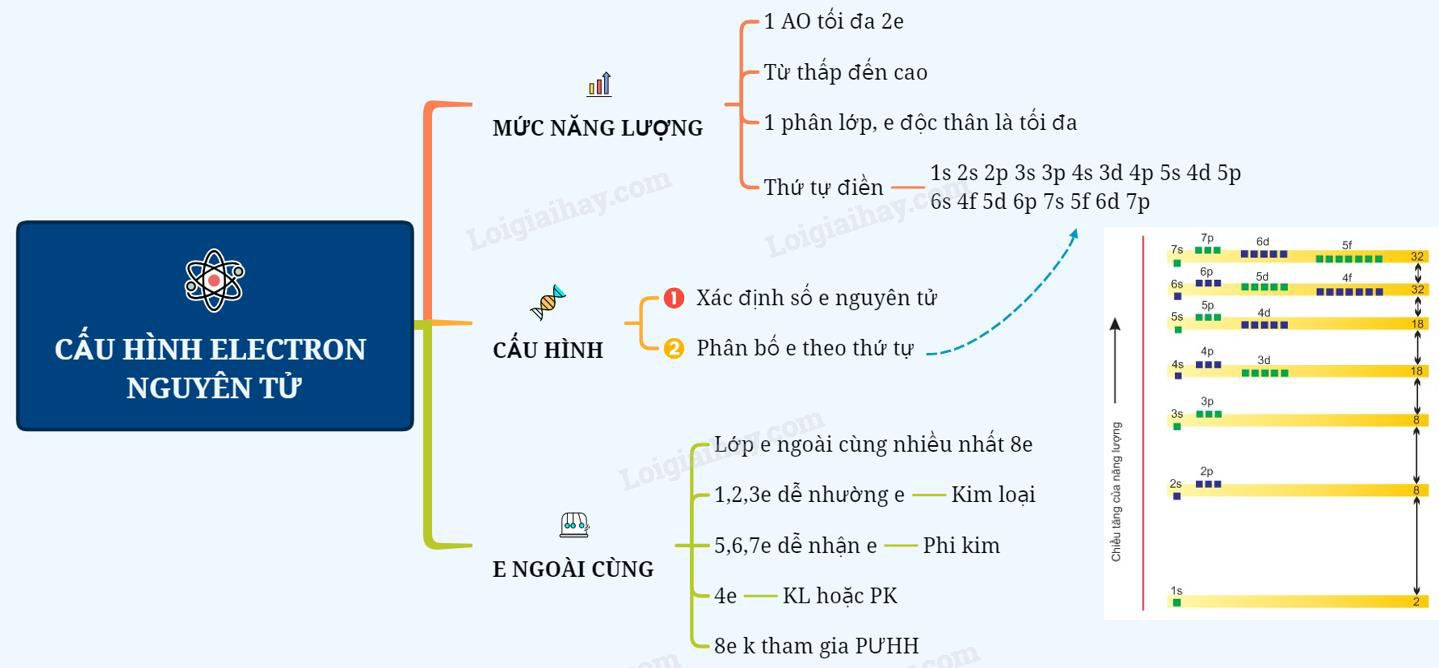 CẤU HÌNH ELECTRON
NGUYÊN TỬ
MỨC NĂNG LƯỢNG
1 AO tối đa 2e
Từ thấp đến cao
1 phân lớp, e độc thân là tối đa
Thứ tự điền
1s 2s 2p 3s 3p 4s 3d 4p 5s 4d 5p
6s 4f 5d 6p 7s 5f 6d 7p
CẤU HÌNH
1 Xác định số e nguyên tử
2 Phân bố e theo thứ tự
E NGOÀI CÙNG
Lớp e ngoài cùng nhiều nhất 8e
1,2,3e dễ nhường e
Kim loại
5,6,7e dễ nhận e
Phi kim
4e
KL hoặc PK
8e k tham gia PƯHH
Chiều tăng của năng lượng
7s 7p 6d 5f 32
6s 6p 5d 4f 32
5s 5p 4d 18
4s 4p 3d 18
3s 3p 8
2s 2p 8
1s 2
Loigiaihay.com
Loigiaihay.com
Loigiaihay.com